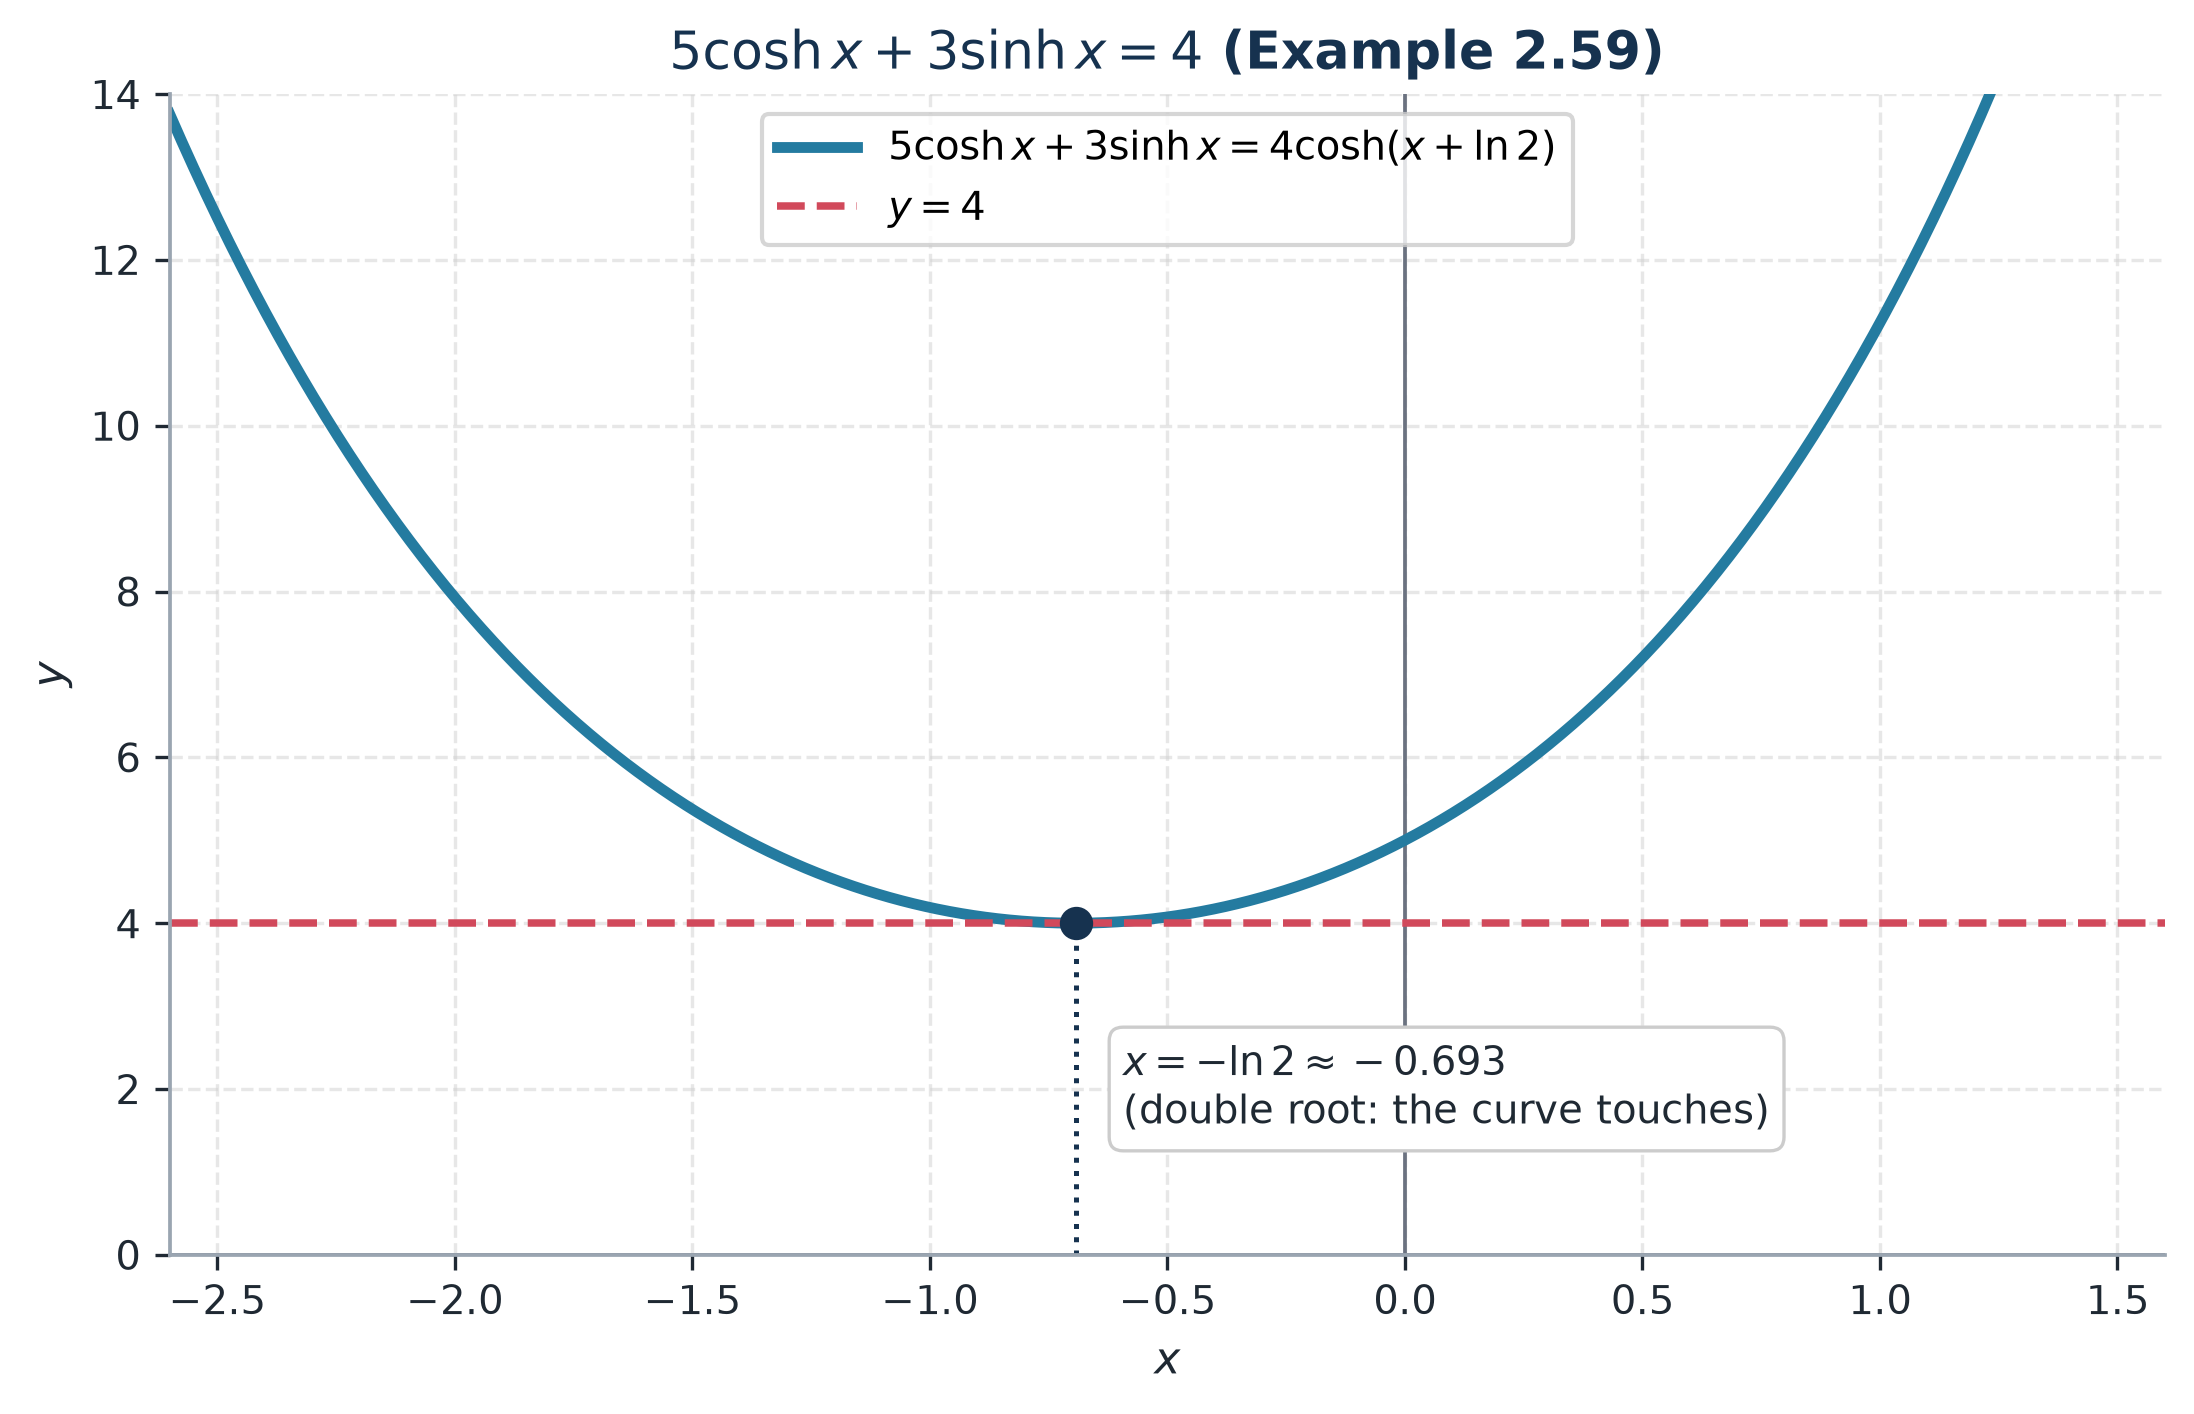 5cosh x + 3sinh x = 4 (Example 2.59)
5cosh x + 3sinh x = 4cosh(x + ln 2)
y = 4
14
12
10
8
6
4
2
0
y
x = −ln 2 ≈ −0.693
(double root: the curve touches)
−2.5 −2.0 −1.5 −1.0 −0.5 0.0 0.5 1.0 1.5
x